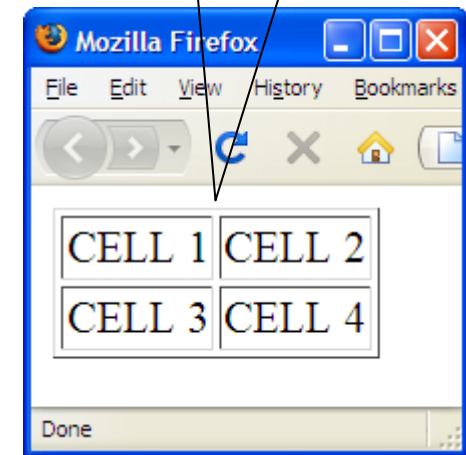 Mozilla Firefox
File Edit View History Bookmarks
CELL 1 CELL 2
CELL 3 CELL 4
Done